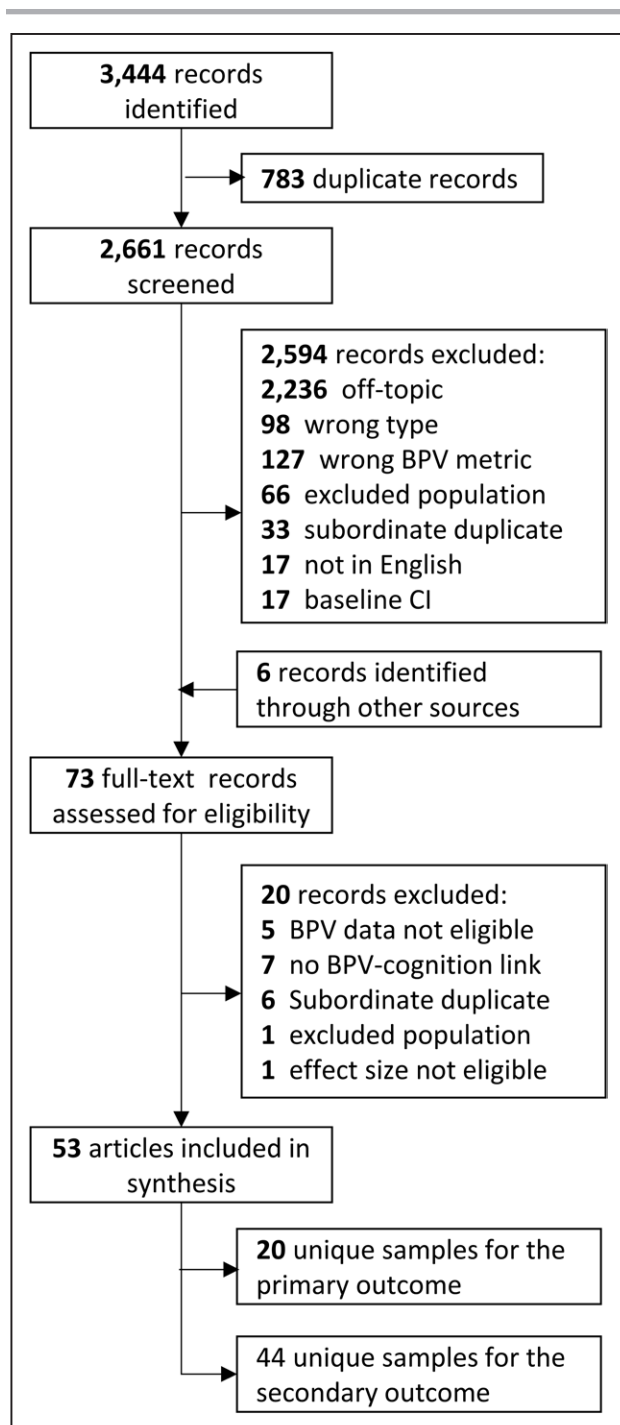 3,444 records
identified
783 duplicate records
2,661 records
screened
2,594 records excluded:
2,236 off-topic
98 wrong type
127 wrong BPV metric
66 excluded population
33 subordinate duplicate
17 not in English
17 baseline CI
6 records identified
through other sources
73 full-text records
assessed for eligibility
20 records excluded:
5 BPV data not eligible
7 no BPV-cognition link
6 Subordinate duplicate
1 excluded population
1 effect size not eligible
53 articles included in
synthesis
20 unique samples for the
primary outcome
44 unique samples for the
secondary outcome